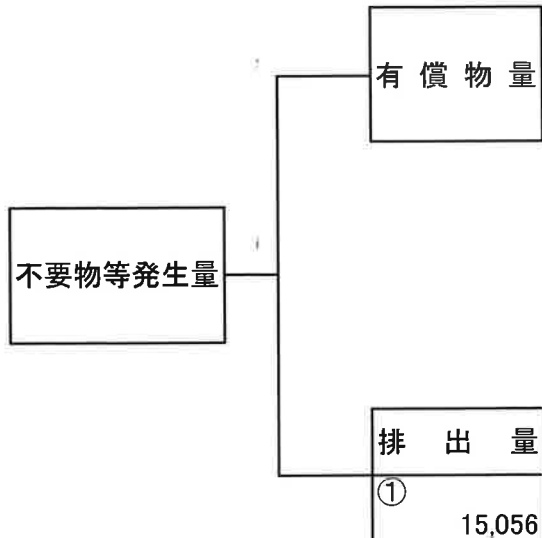 有償物量
不要物等発生量
排出量
①
15,056